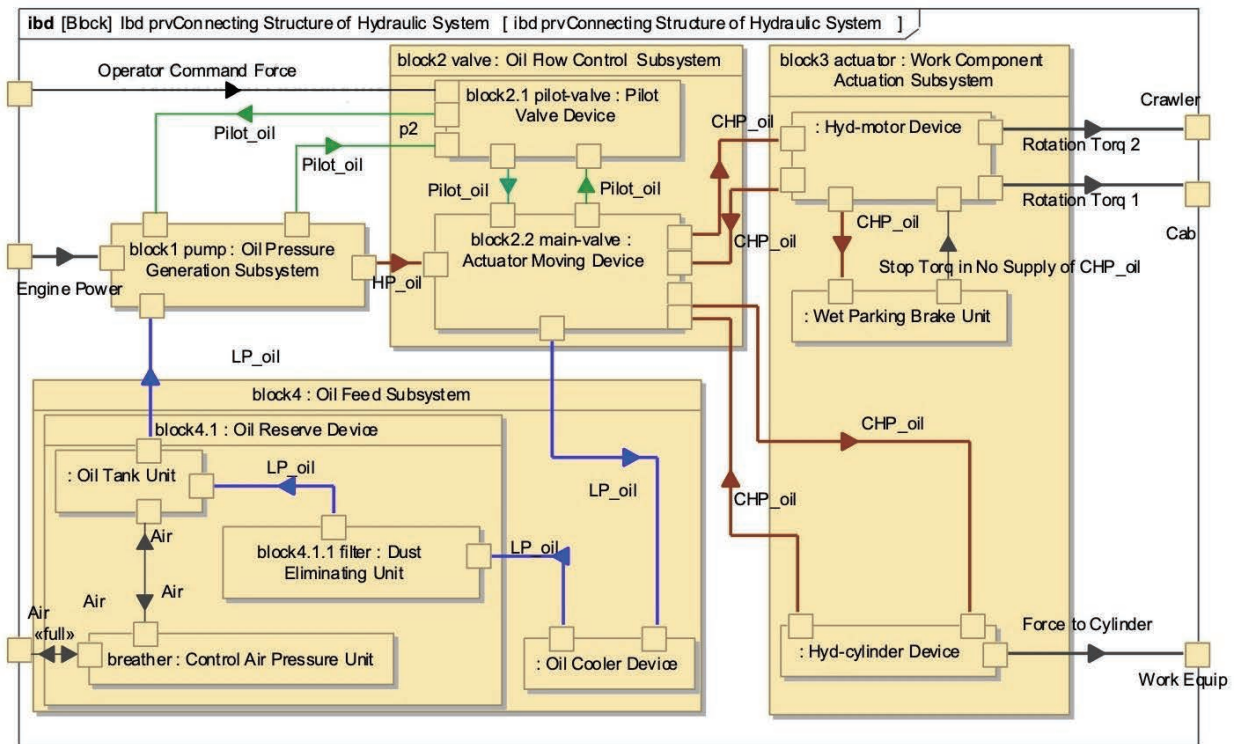 ibd [Block] Ibd prvConnecting Structure of Hydraulic System [ ibd prvConnecting Structure of Hydraulic System ]
Operator Command Force
Pilot_oil
Pilot_oil
p2
block2 valve : Oil Flow Control Subsystem
block2.1 pilot-valve : Pilot
Valve Device
Pilot_oil
Pilot_oil
block2.2 main-valve :
Actuator Moving Device
block1 pump : Oil Pressure
Generation Subsystem
Engine Power
HP_oil
CHP_oil
CHP_oil
block3 actuator : Work Component
Actuation Subsystem
: Hyd-motor Device
Crawler
Rotation Torq 2
Rotation Torq 1
Cab
CHP_oil
Stop Torq in No Supply of CHP_oil
: Wet Parking Brake Unit
LP_oil
block4 : Oil Feed Subsystem
block4.1 : Oil Reserve Device
: Oil Tank Unit
LP_oil
LP_oil
CHP_oil
CHP_oil
Air
block4.1.1 filter : Dust
Eliminating Unit
LP_oil
Air
Air
Air
«full»
breather : Control Air Pressure Unit
: Oil Cooler Device
: Hyd-cylinder Device
Force to Cylinder
Work Equip